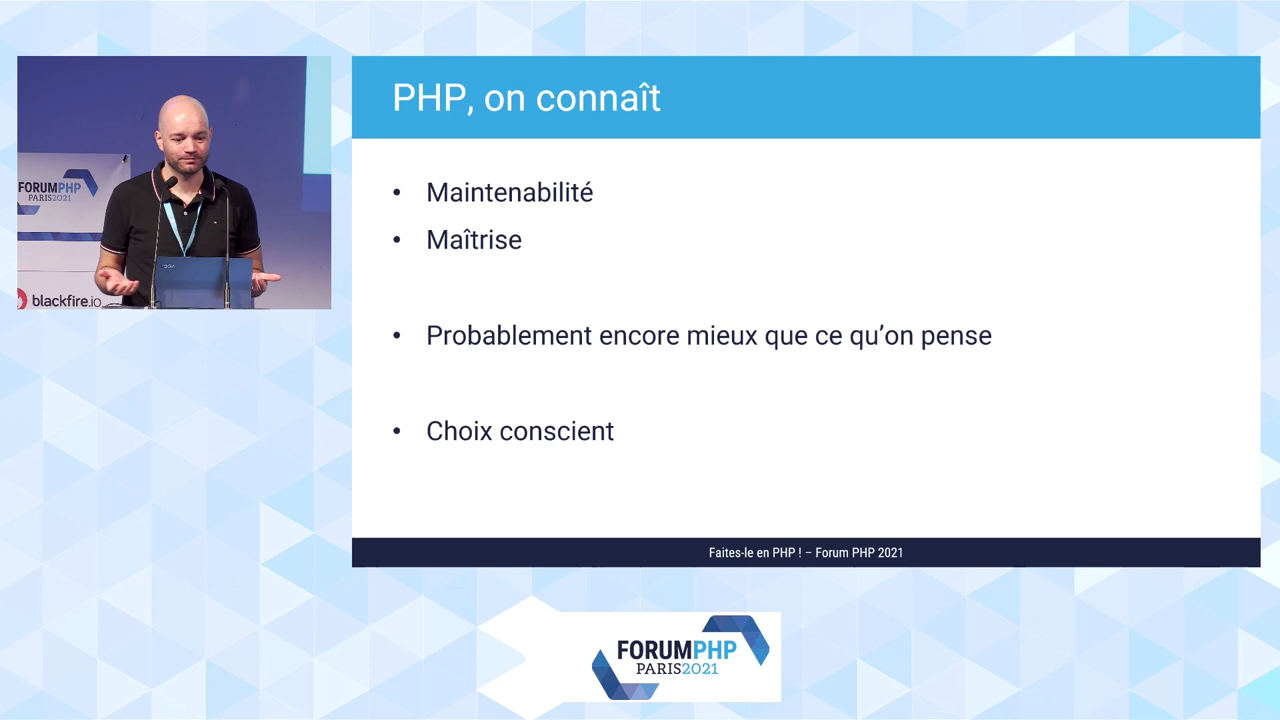 PHP, on connaît
• Maintenabilité
• Maîtrise
• Probablement encore mieux que ce qu’on pense
• Choix conscient
Faites-le en PHP ! – Forum PHP 2021
FORUMPHP
PARIS2021
blackfire.io
FORUMPHP
PARIS2021